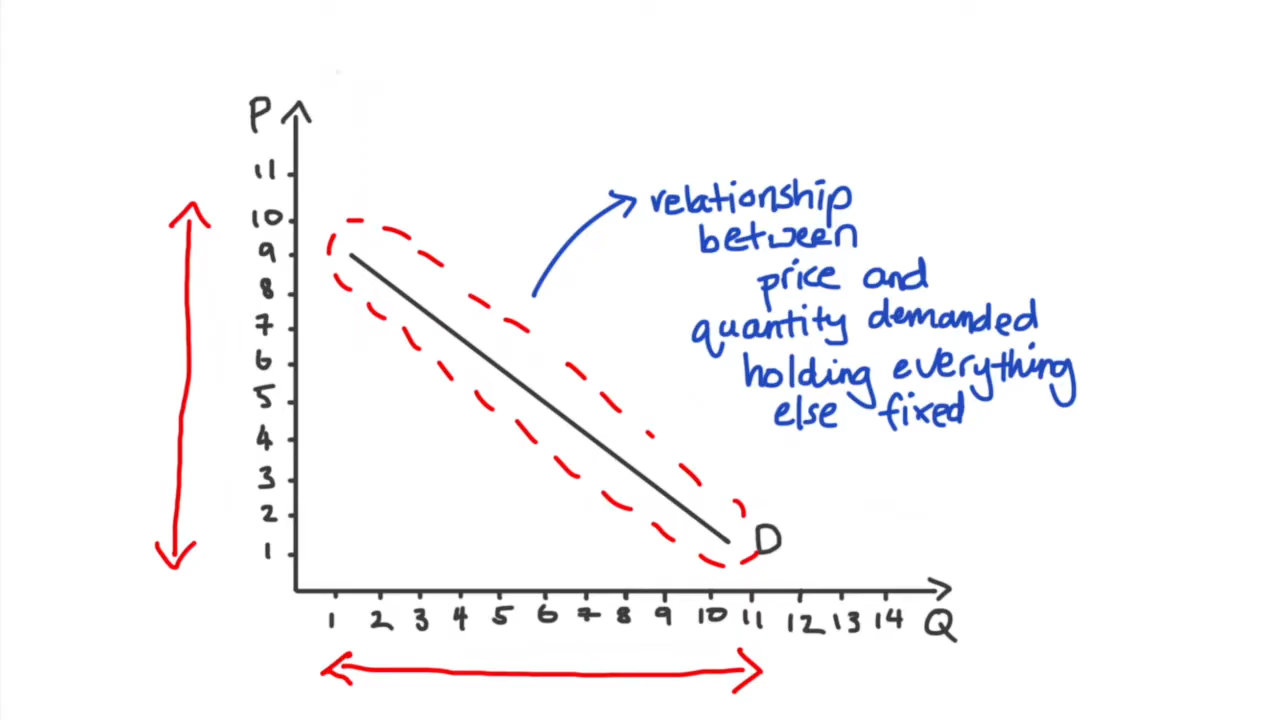 P
11
10
9
8
7
6
5
4
3
2
1
relationship
between
price and
quantity demanded
holding everything
else fixed
D
1 2 3 4 5 6 7 8 9 10 11 12 13 14 Q